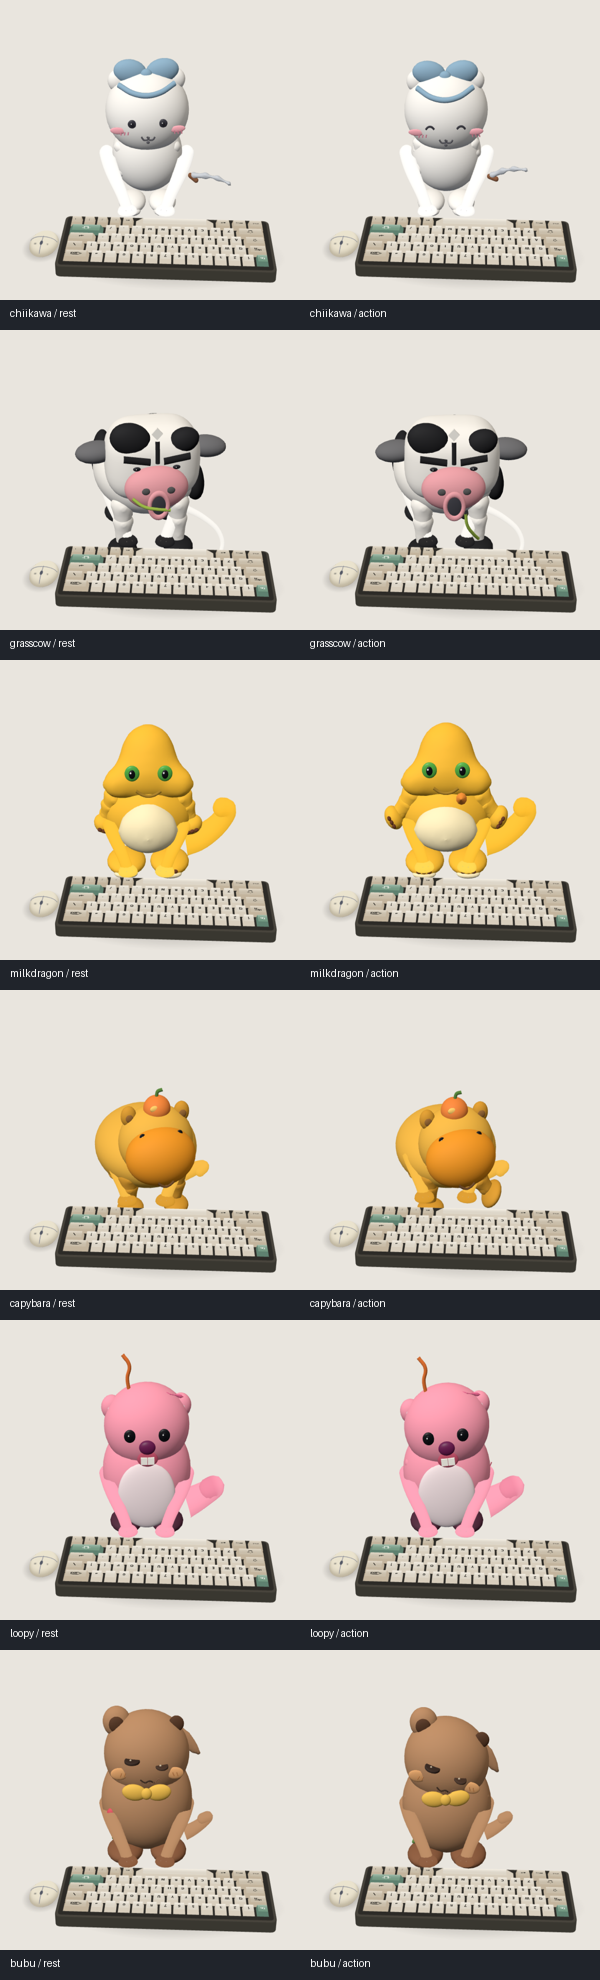 chiikawa / rest
chiikawa / action
grasscow / rest
grasscow / action
milkdragon / rest
milkdragon / action
capybara / rest
capybara / action
loopy / rest
loopy / action
bubu / rest
bubu / action